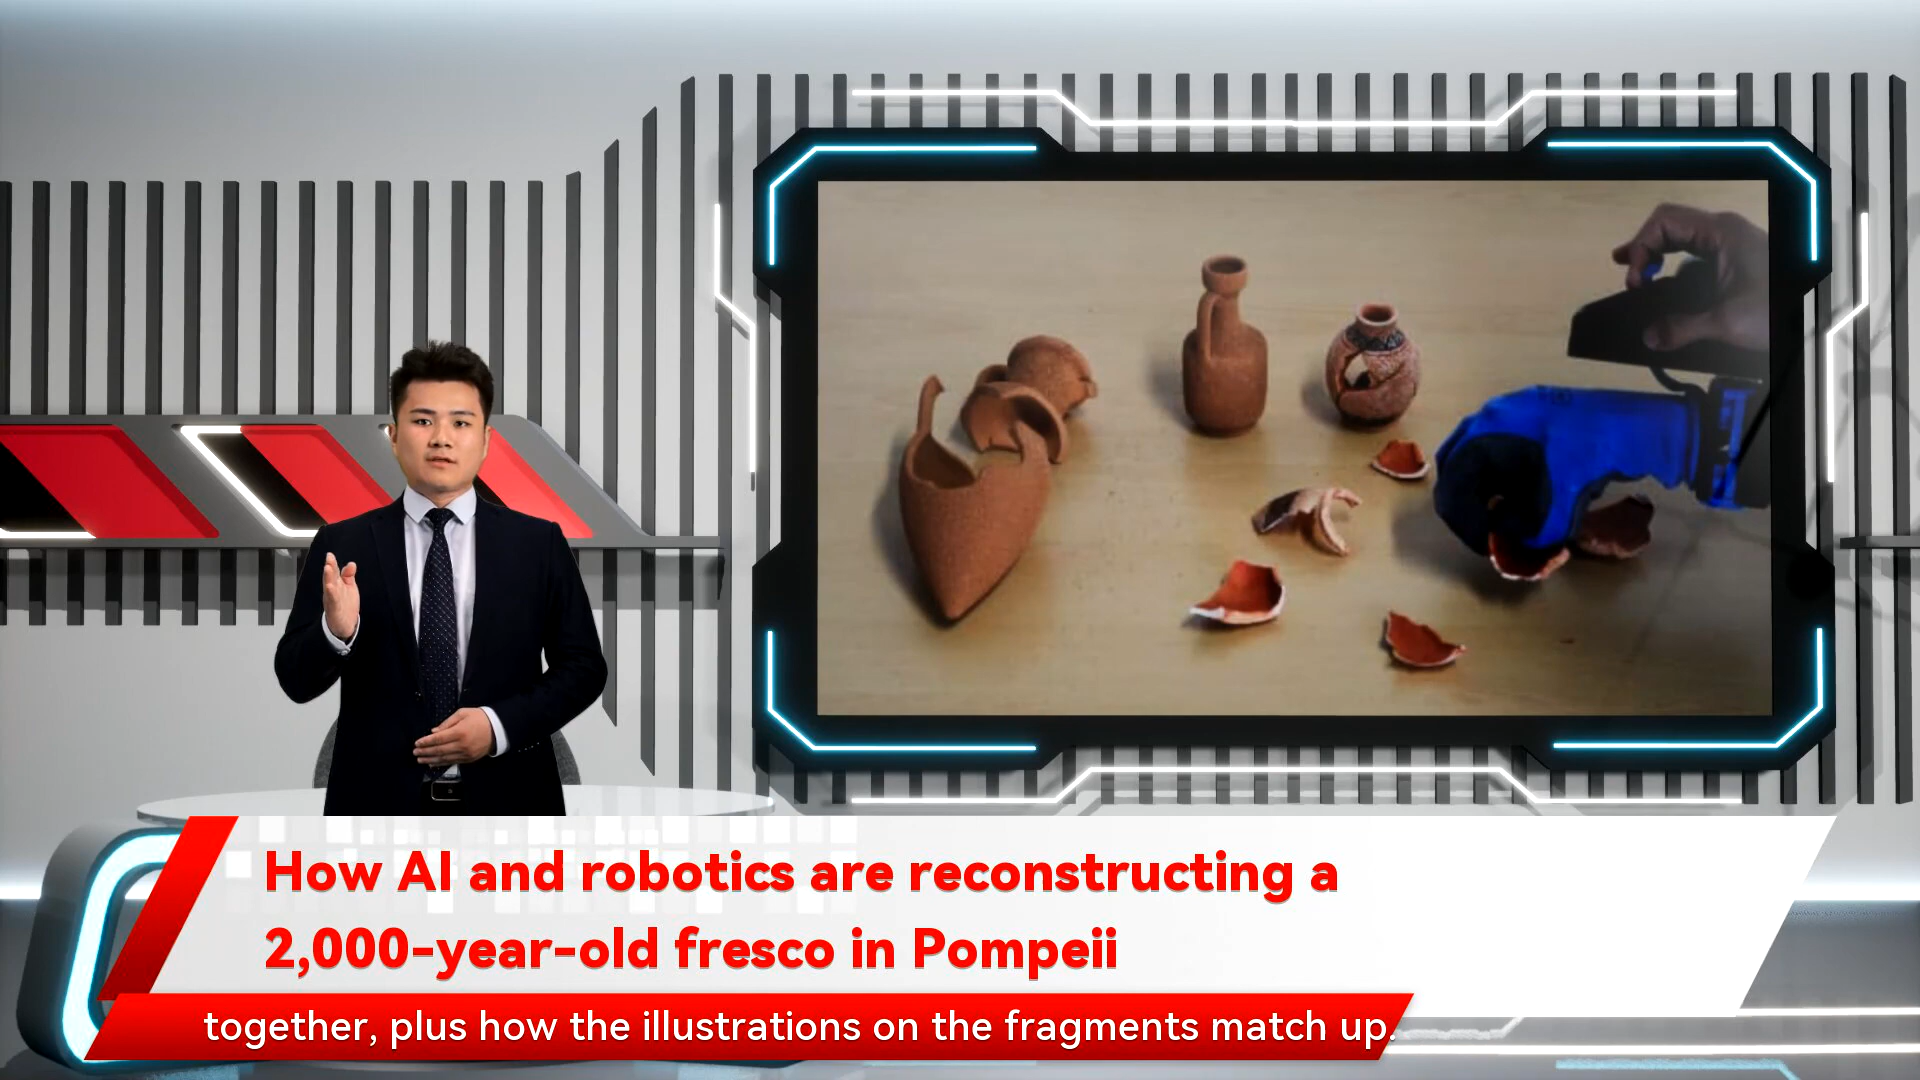 How AI and robotics are reconstructing a
2,000-year-old fresco in Pompeii
together, plus how the illustrations on the fragments match up.